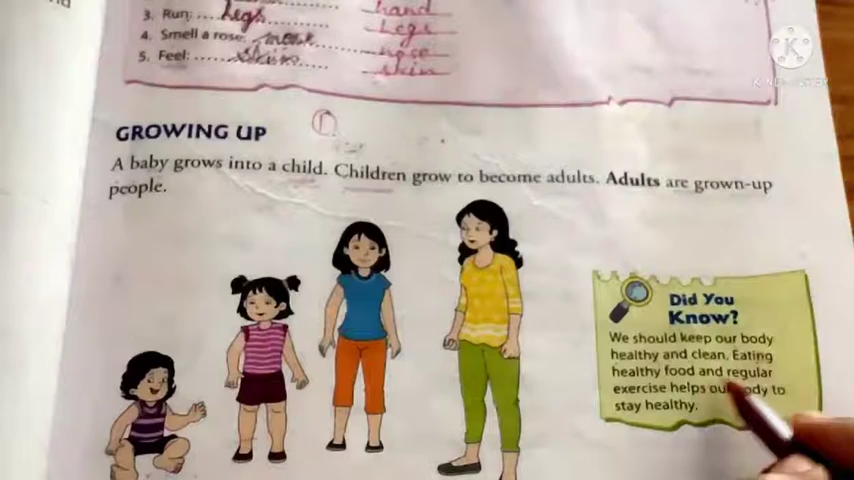 hand
3. Run: legs
legs
4. Smell a rose:
nose
5. Feel: skin
skin
GROWING UP
A baby grows into a child. Children grow to become adults. Adults are grown-up
people.
Did You
Know?
We should keep our body
healthy and clean. Eating
healthy food and regular
exercise helps our body to
stay healthy.
K